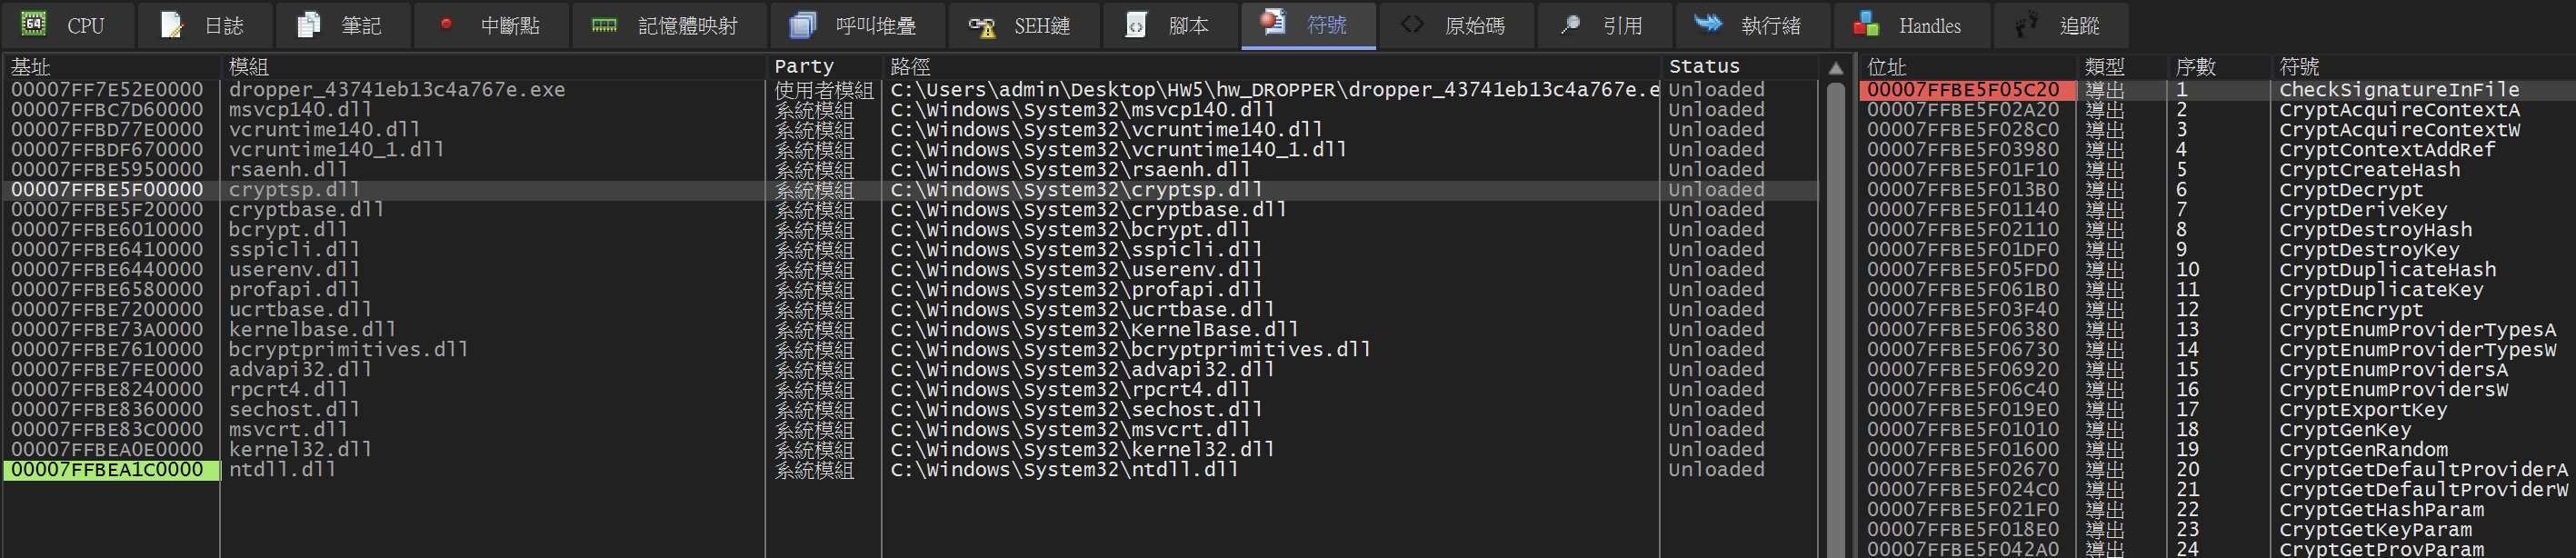 64 CPU 日誌 筆記 中斷點 記憶體映射 呼叫堆疊 SEH鏈 腳本 符號 原始碼 引用 執行緒 Handles 追蹤
基址 模組 Party 路徑 Status 位址 類型 序數 符號
00007FF7E52E0000 dropper_43741eb13c4a767e.exe 使用者模組 C:\Users\admin\Desktop\HW5\hw_DROPPER\dropper_43741eb13c4a767e.e Unloaded 00007FFBE5F05C20 導出 1 CheckSignatureInFile
00007FFBC7D60000 msvcp140.dll 系統模組 C:\Windows\System32\msvcp140.dll Unloaded 00007FFBE5F02A20 導出 2 CryptAcquireContextA
00007FFBD77E0000 vcruntime140.dll 系統模組 C:\Windows\System32\vcruntime140.dll Unloaded 00007FFBE5F028C0 導出 3 CryptAcquireContextW
00007FFBDF670000 vcruntime140_1.dll 系統模組 C:\Windows\System32\vcruntime140_1.dll Unloaded 00007FFBE5F03980 導出 4 CryptContextAddRef
00007FFBE5950000 rsaenh.dll 系統模組 C:\Windows\System32\rsaenh.dll Unloaded 00007FFBE5F01F10 導出 5 CryptCreateHash
00007FFBE5F00000 cryptsp.dll 系統模組 C:\Windows\System32\cryptsp.dll Unloaded 00007FFBE5F013B0 導出 6 CryptDecrypt
00007FFBE5F20000 cryptbase.dll 系統模組 C:\Windows\System32\cryptbase.dll Unloaded 00007FFBE5F01140 導出 7 CryptDeriveKey
00007FFBE6010000 bcrypt.dll 系統模組 C:\Windows\System32\bcrypt.dll Unloaded 00007FFBE5F02110 導出 8 CryptDestroyHash
00007FFBE6410000 sspicli.dll 系統模組 C:\Windows\System32\sspicli.dll Unloaded 00007FFBE5F01DF0 導出 9 CryptDestroyKey
00007FFBE6440000 userenv.dll 系統模組 C:\Windows\System32\userenv.dll Unloaded 00007FFBE5F05FD0 導出 10 CryptDuplicateHash
00007FFBE6580000 profapi.dll 系統模組 C:\Windows\System32\profapi.dll Unloaded 00007FFBE5F061B0 導出 11 CryptDuplicateKey
00007FFBE7200000 ucrtbase.dll 系統模組 C:\Windows\System32\ucrtbase.dll Unloaded 00007FFBE5F03F40 導出 12 CryptEncrypt
00007FFBE73A0000 kernelbase.dll 系統模組 C:\Windows\System32\KernelBase.dll Unloaded 00007FFBE5F06380 導出 13 CryptEnumProviderTypesA
00007FFBE7610000 bcryptprimitives.dll 系統模組 C:\Windows\System32\bcryptprimitives.dll Unloaded 00007FFBE5F06730 導出 14 CryptEnumProviderTypesW
00007FFBE7FE0000 advapi32.dll 系統模組 C:\Windows\System32\advapi32.dll Unloaded 00007FFBE5F06920 導出 15 CryptEnumProvidersA
00007FFBE8240000 rpcrt4.dll 系統模組 C:\Windows\System32\rpcrt4.dll Unloaded 00007FFBE5F06C40 導出 16 CryptEnumProvidersW
00007FFBE8360000 sechost.dll 系統模組 C:\Windows\System32\sechost.dll Unloaded 00007FFBE5F019E0 導出 17 CryptExportKey
00007FFBE83C0000 msvcrt.dll 系統模組 C:\Windows\System32\msvcrt.dll Unloaded 00007FFBE5F01010 導出 18 CryptGenKey
00007FFBEA0E0000 kernel32.dll 系統模組 C:\Windows\System32\kernel32.dll Unloaded 00007FFBE5F01600 導出 19 CryptGenRandom
00007FFBEA1C0000 ntdll.dll 系統模組 C:\Windows\System32\ntdll.dll Unloaded 00007FFBE5F02670 導出 20 CryptGetDefaultProviderA
00007FFBE5F024C0 導出 21 CryptGetDefaultProviderW
00007FFBE5F021F0 導出 22 CryptGetHashParam
00007FFBE5F018E0 導出 23 CryptGetKeyParam
00007FFBE5F042A0 導出 24 CryptGetProvParam